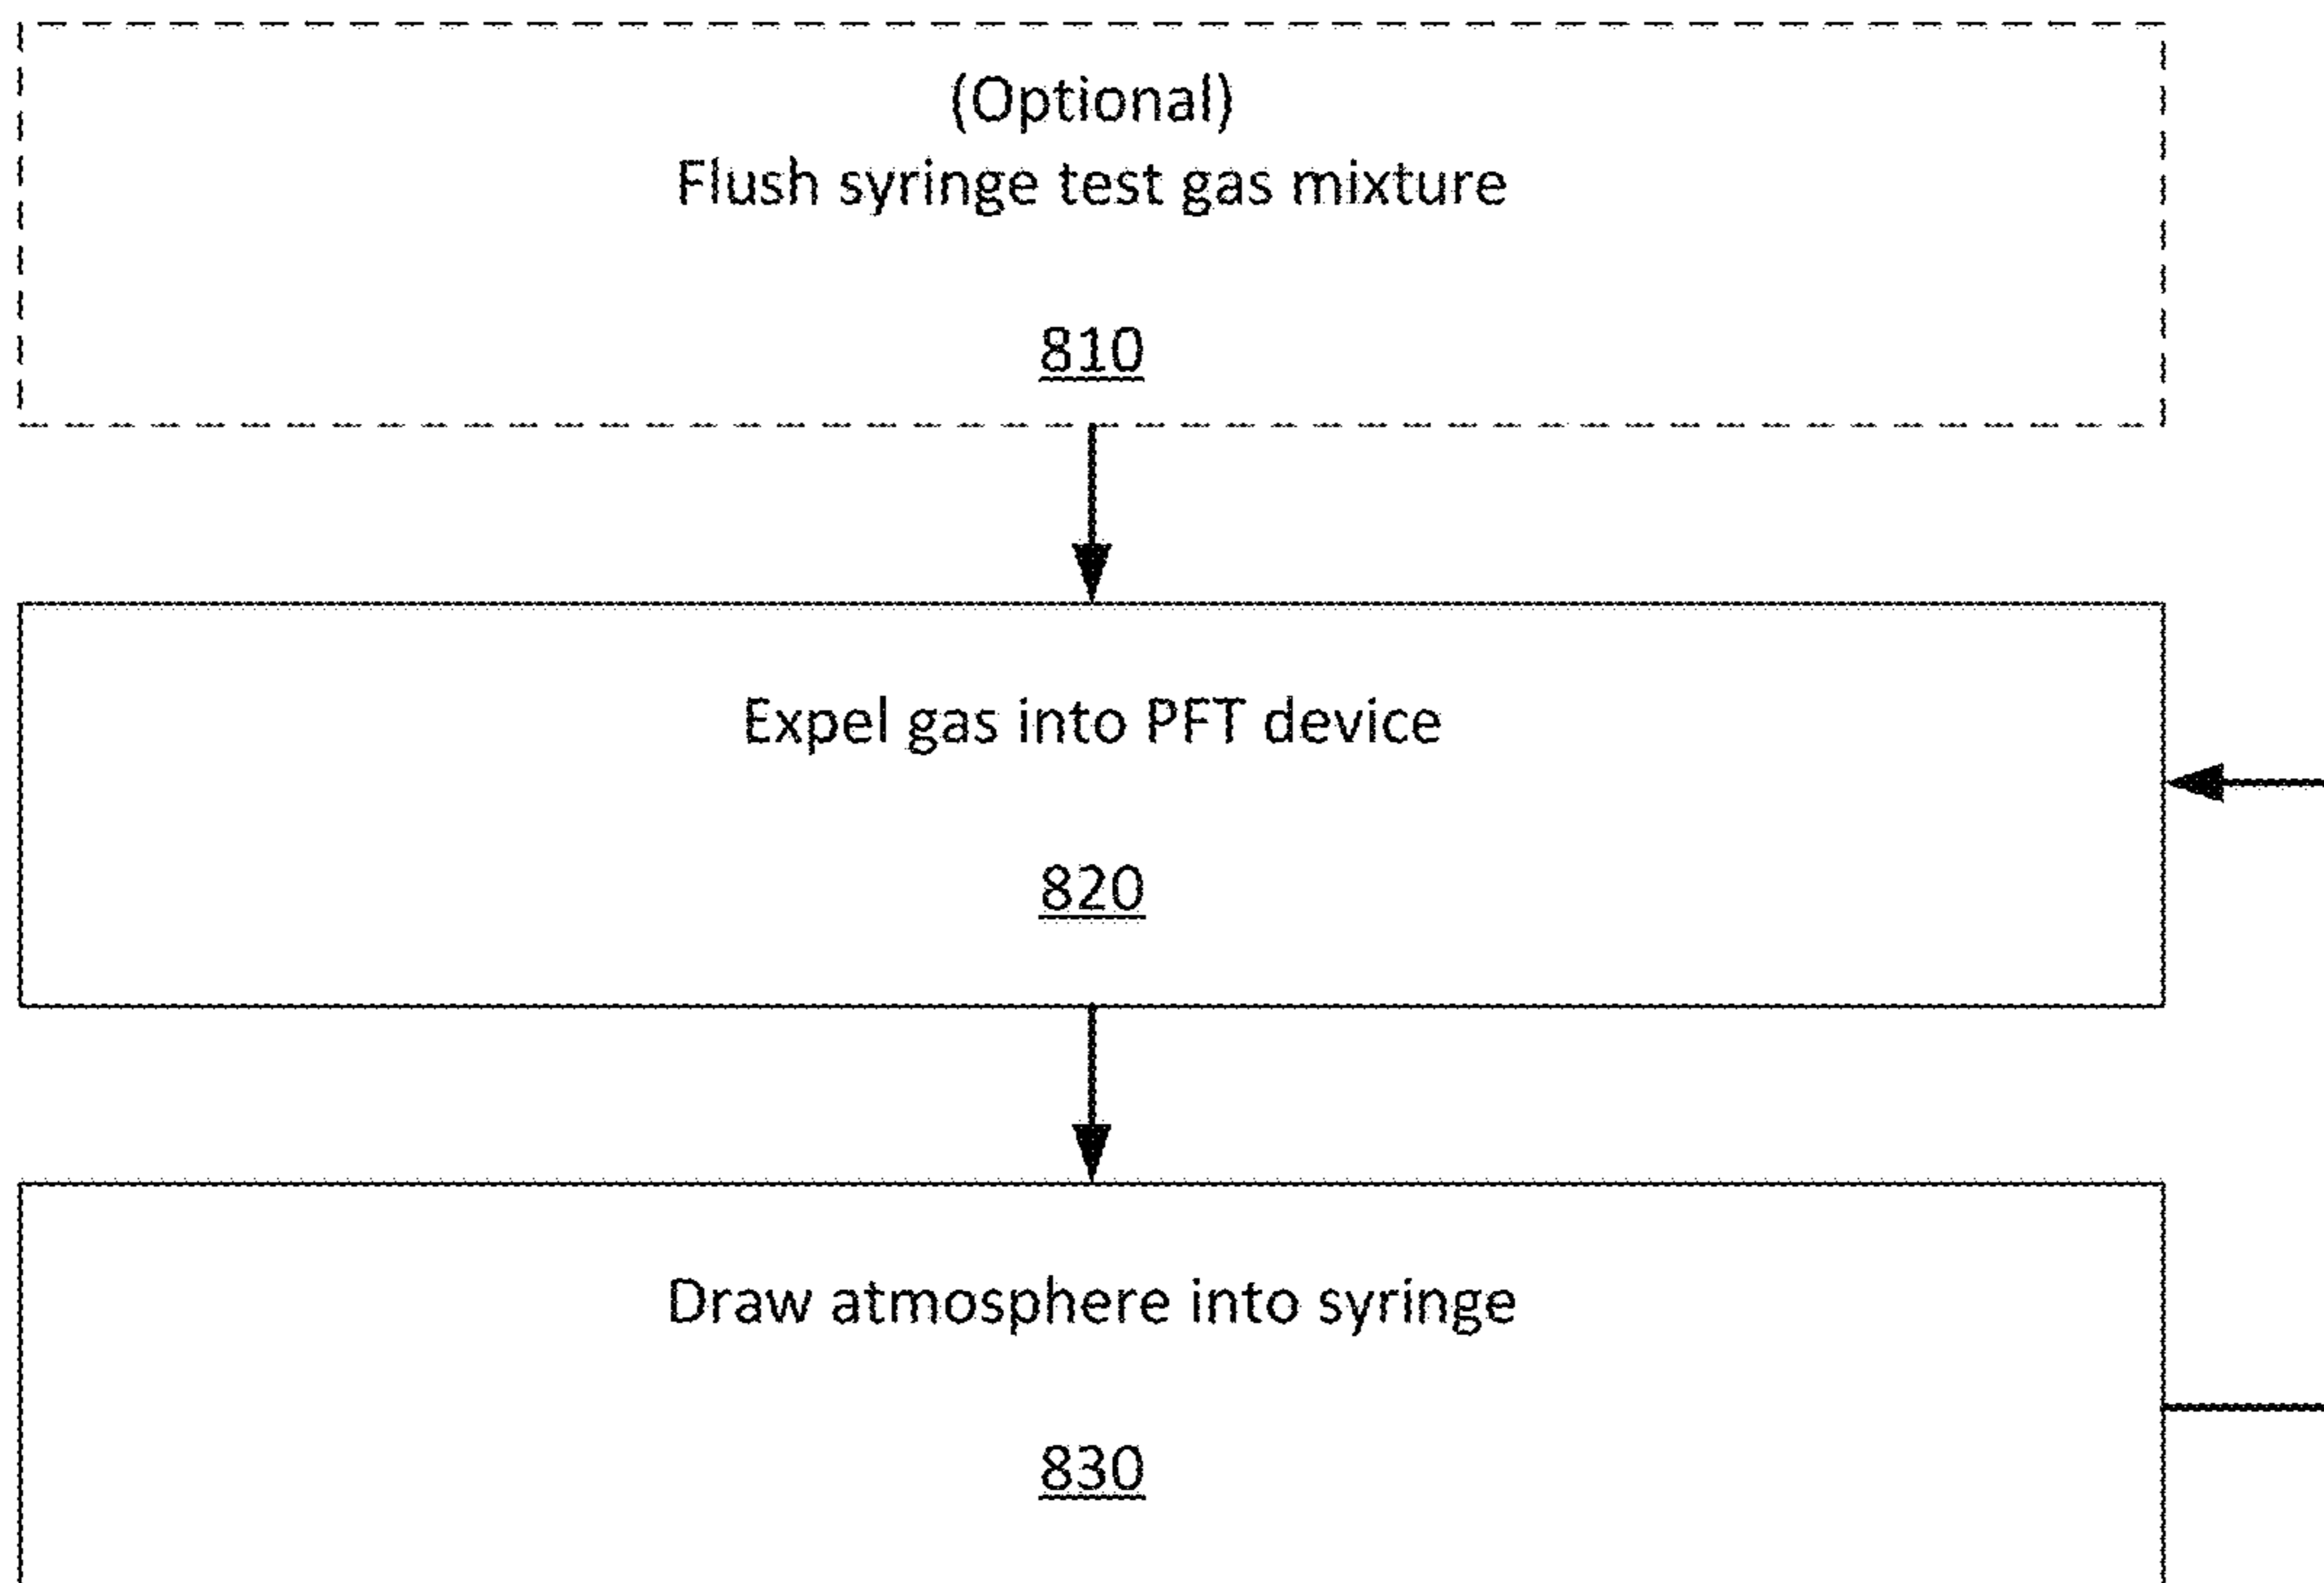 (Optional)
Flush syringe test gas mixture
810
Expel gas into PFT device
820
Draw atmosphere into syringe
830